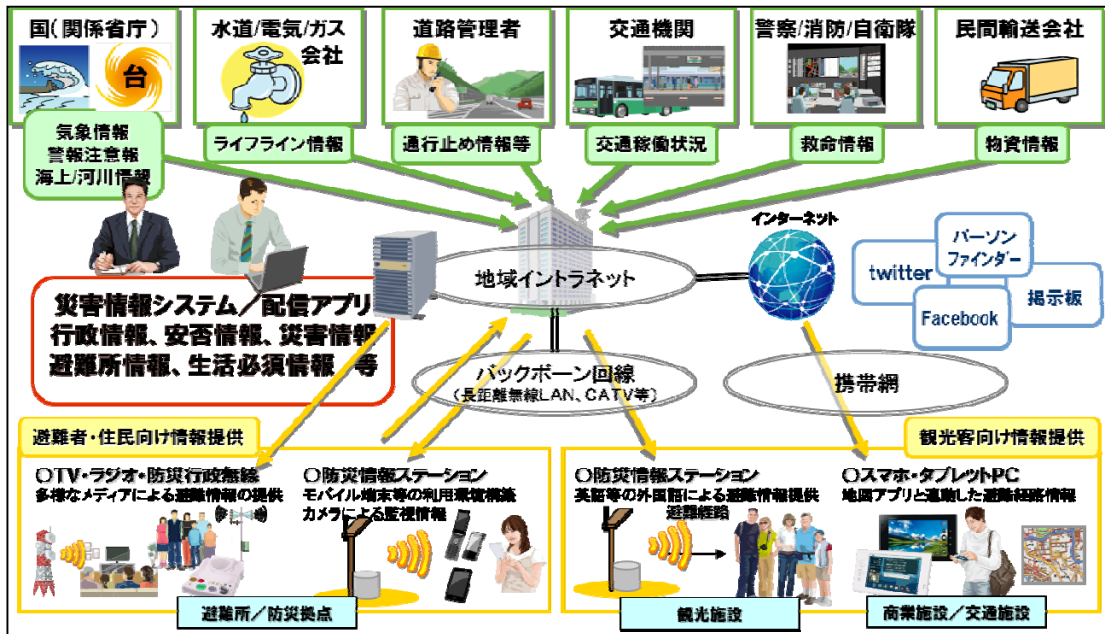 国(関係省庁)
水道/電気/ガス
会社
道路管理者
交通機関
警察/消防/自衛隊
民間輸送会社
台
気象情報
警報注意報
海上/河川情報
ライフライン情報
通行止め情報等
交通稼働状況
救命情報
物資情報
インターネット
地域イントラネット
twitter
パーソン
ファインダー
掲示板
Facebook
災害情報システム/配信アプリ
行政情報、安否情報、災害情報
避難所情報、生活必須情報 等
バックボーン回線
(長距離無線LAN、CATV等)
携帯網
避難者・住民向け情報提供
観光客向け情報提供
○TV・ラジオ・防災行政無線
多様なメディアによる避難情報の提供
○防災情報ステーション
モバイル端末等の利用環境構築
カメラによる監視情報
○防災情報ステーション
英語等の外国語による避難情報提供
避難経路
○スマホ・タブレットPC
地図アプリと連動した避難経路情報
避難所/防災拠点
観光施設
商業施設/交通施設